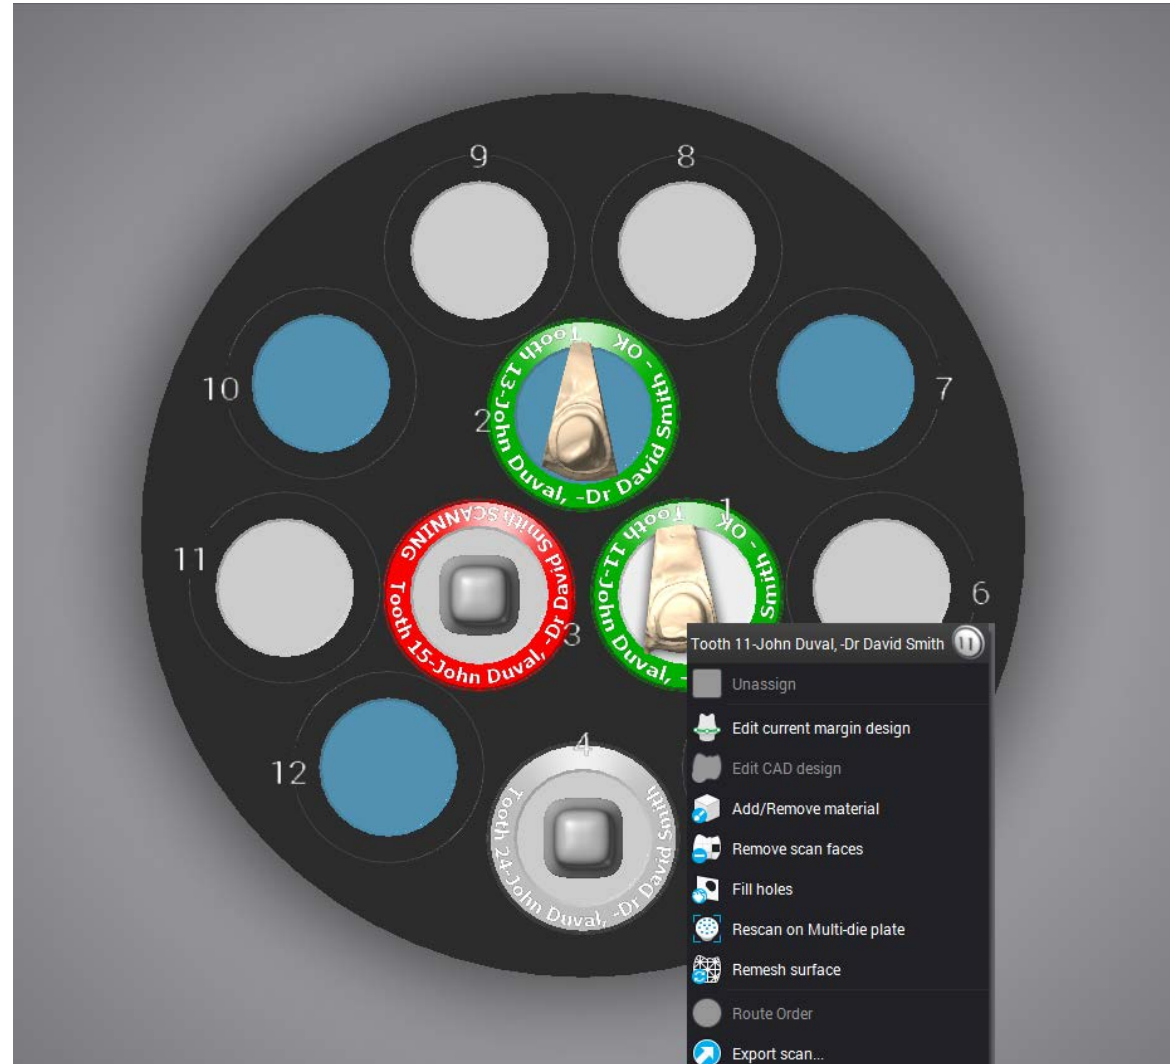 9
8
10
7
Tooth 13-John Duval, -Dr David Smith - OK
2
1
11
Tooth 15-John Duval, -Dr David Smith SCANNING
3
Tooth 11-John Duval, - Smith - OK
6
12
4
Tooth 24-John Duval, -Dr David Smith
Tooth 11-John Duval, -Dr David Smith 11
Unassign
Edit current margin design
Edit CAD design
Add/Remove material
Remove scan faces
Fill holes
Rescan on Multi-die plate
Remesh surface
Route Order
Export scan...